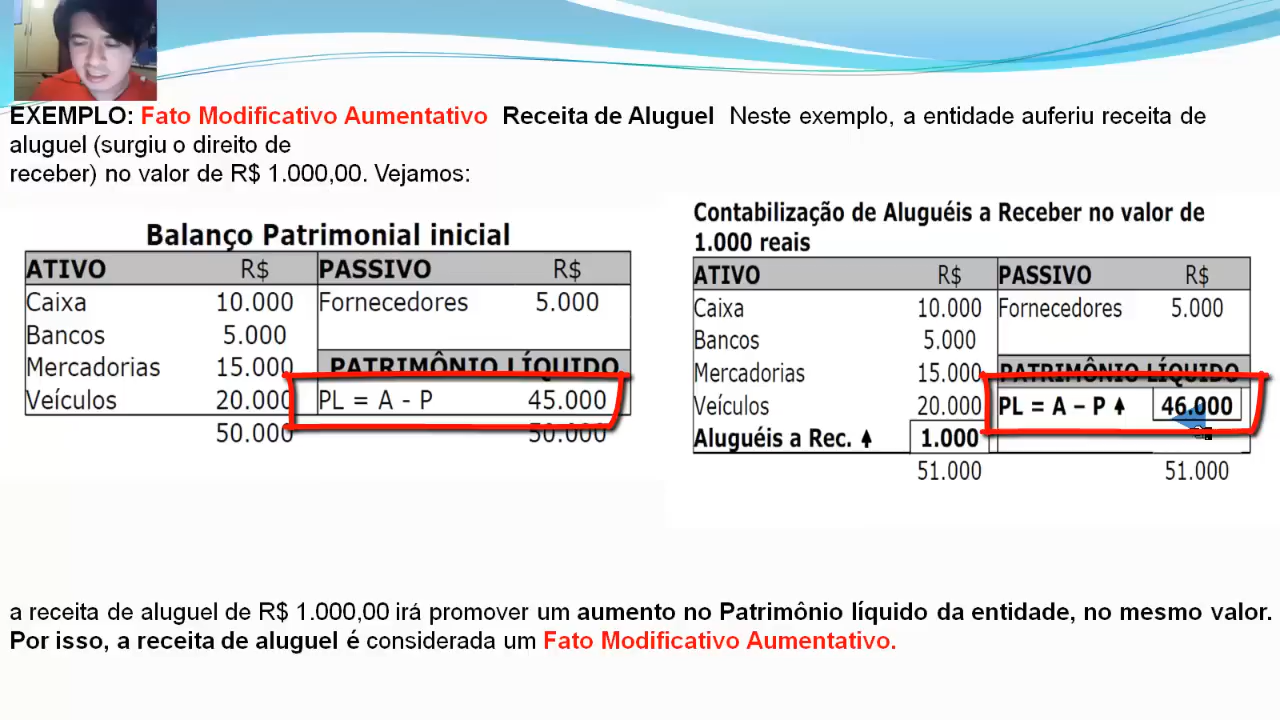 EXEMPLO: Fato Modificativo Aumentativo Receita de Aluguel Neste exemplo, a entidade auferiu receita de
aluguel (surgiu o direito de
receber) no valor de R$ 1.000,00. Vejamos:
Balanço Patrimonial inicial
ATIVO R$ PASSIVO R$
Caixa 10.000 Fornecedores 5.000
Bancos 5.000
Mercadorias 15.000 PATRIMÔNIO LÍQUIDO
Veículos 20.000 PL = A - P 45.000
50.000 50.000
Contabilização de Aluguéis a Receber no valor de
1.000 reais
ATIVO R$ PASSIVO R$
Caixa 10.000 Fornecedores 5.000
Bancos 5.000
Mercadorias 15.000 PATRIMÔNIO LÍQUIDO
Veículos 20.000 PL = A – P 46.000
Aluguéis a Rec. 1.000
51.000 51.000
a receita de aluguel de R$ 1.000,00 irá promover um aumento no Patrimônio líquido da entidade, no mesmo valor.
Por isso, a receita de aluguel é considerada um Fato Modificativo Aumentativo.